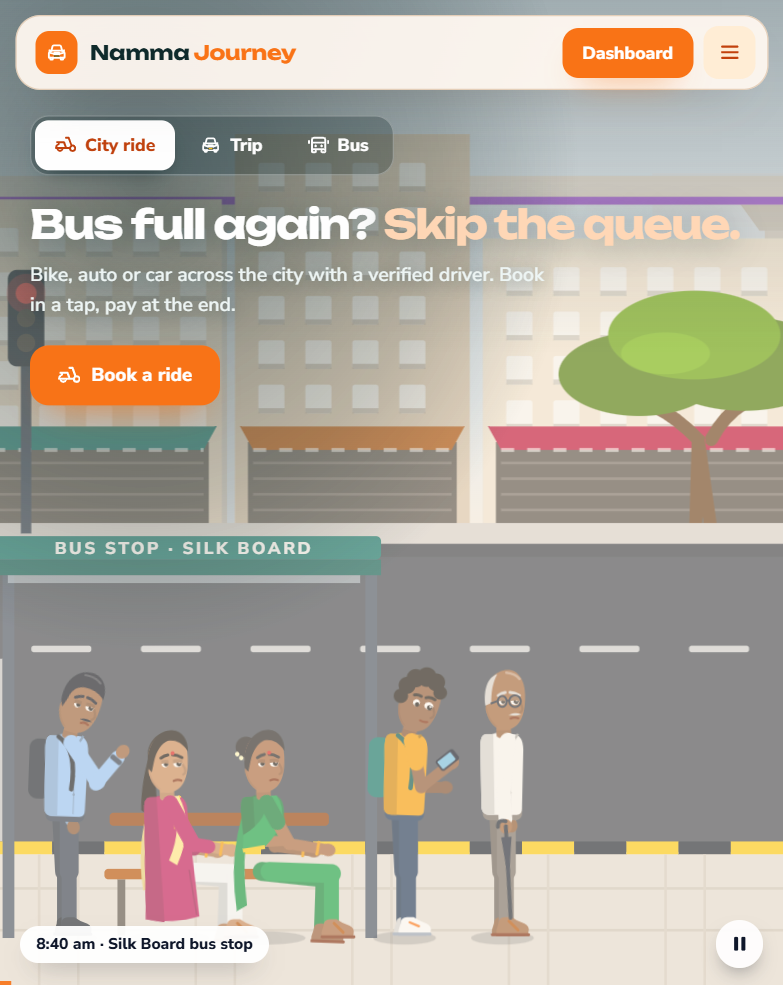 Namma Journey
Dashboard
City ride
Trip
Bus
Bus full again? Skip the queue.
Bike, auto or car across the city with a verified driver. Book
in a tap, pay at the end.
Book a ride
BUS STOP · SILK BOARD
8:40 am · Silk Board bus stop